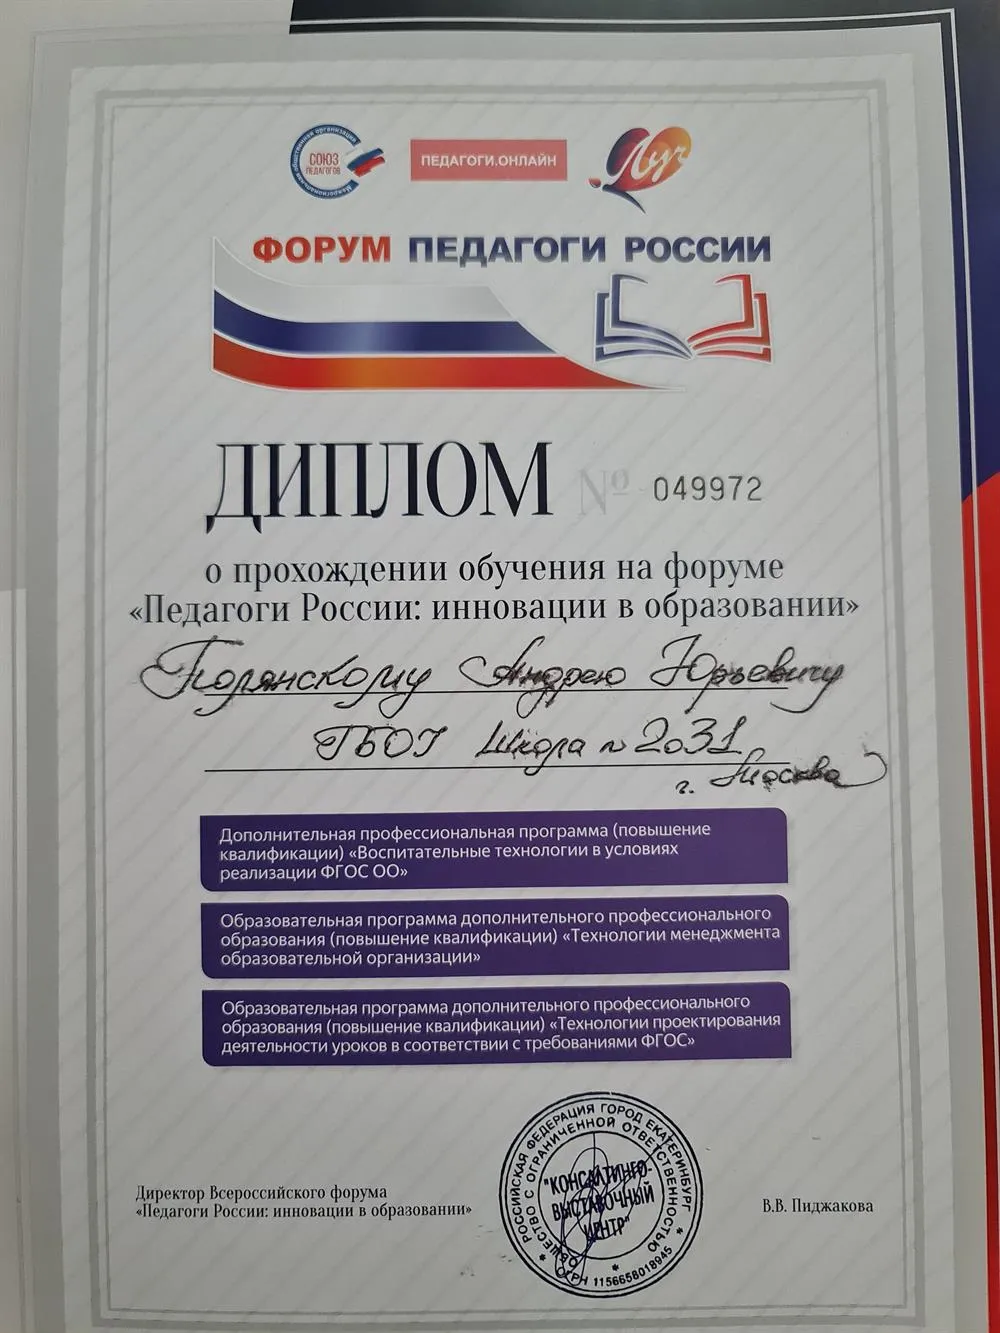 Межрегиональная общественная организация
СОЮЗ
ПЕДАГОГОВ
ПЕДАГОГИ.ОНЛАЙН
Луч
ФОРУМ ПЕДАГОГИ РОССИИ
ДИПЛОМ № 049972
о прохождении обучения на форуме
«Педагоги России: инновации в образовании»
Андрею Юрьевичу
ГБОУ Школа № 2031
г. Москва
Дополнительная профессиональная программа (повышение
квалификации) «Воспитательные технологии в условиях
реализации ФГОС ОО»
Образовательная программа дополнительного профессионального
образования (повышение квалификации) «Технологии менеджмента
образовательной организации»
Образовательная программа дополнительного профессионального
образования (повышение квалификации) «Технологии проектирования
деятельности уроков в соответствии с требованиями ФГОС»
РОССИЙСКАЯ ФЕДЕРАЦИЯ ГОРОД ЕКАТЕРИНБУРГ
ОБЩЕСТВО С ОГРАНИЧЕННОЙ ОТВЕТСТВЕННОСТЬЮ
"КОНСАЛТИНГО-
ВЫСТАВОЧНЫЙ
ЦЕНТР"
ОГРН 1156658018945
Директор Всероссийского форума
«Педагоги России: инновации в образовании»
В.В. Пиджакова